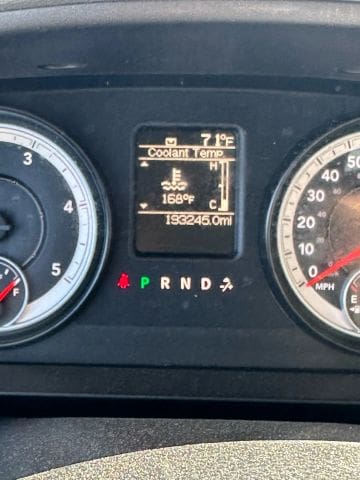 71°F
Coolant Temp
H
168°F
C
193245.0mi
3
4
5
F
P R N D
50
40
30
20
10
0
MPH
E